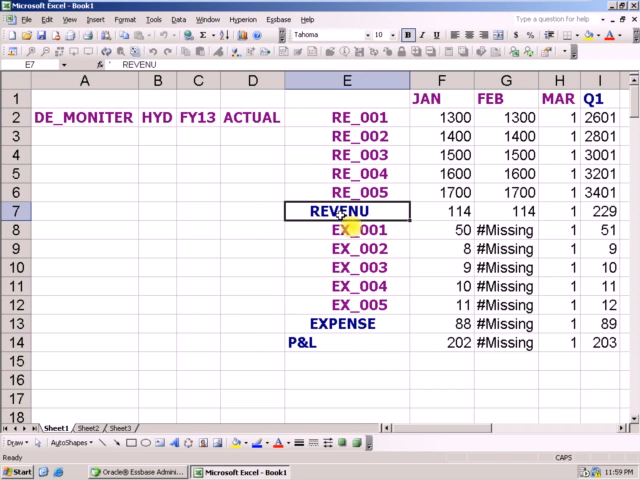 Microsoft Excel - Book1
File Edit View Insert Format Tools Data Window Hyperion Essbase Help Type a question for help
Tahoma 10 B I U
E7 fx ' REVENU
A B C D E F G H I
1 JAN FEB MAR Q1
2 DE_MONITER HYD FY13 ACTUAL RE_001 1300 1300 1 2601
3 RE_002 1400 1400 1 2801
4 RE_003 1500 1500 1 3001
5 RE_004 1600 1600 1 3201
6 RE_005 1700 1700 1 3401
7 REVENU 114 114 1 229
8 EX_001 50 #Missing 1 51
9 EX_002 8 #Missing 1 9
10 EX_003 9 #Missing 1 10
11 EX_004 10 #Missing 1 11
12 EX_005 11 #Missing 1 12
13 EXPENSE 88 #Missing 1 89
14 P&L 202 #Missing 1 203
15
16
17
18
Sheet1 Sheet2 Sheet3
Draw AutoShapes
Ready CAPS
Start Oracle® Essbase Admini... Microsoft Excel - Book1 11:59 PM